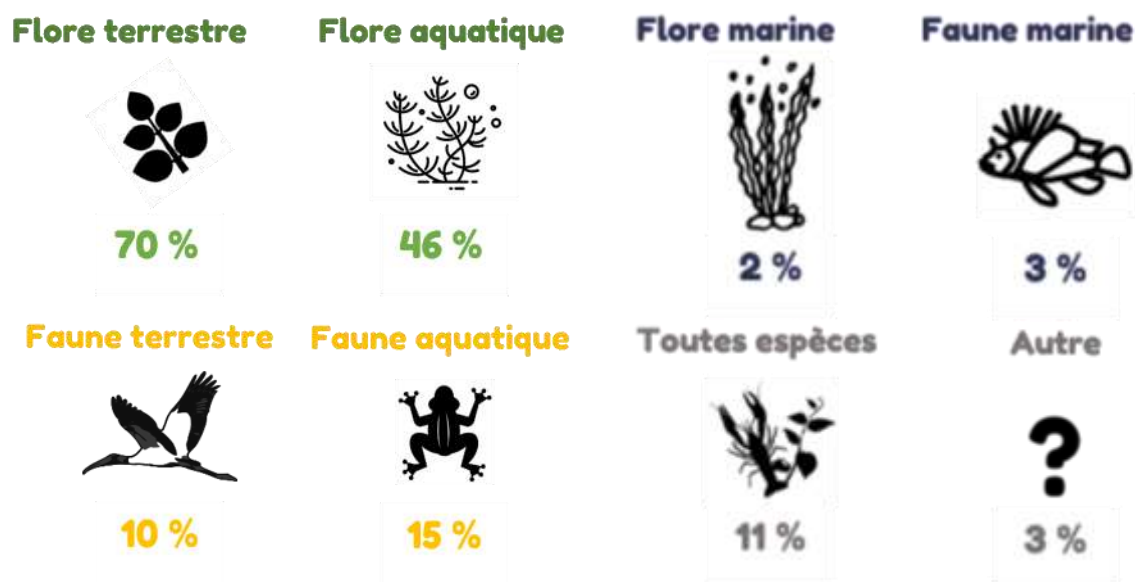 Flore terrestre
Flore aquatique
Flore marine
Faune marine
70 %
46 %
2 %
3 %
Faune terrestre
Faune aquatique
Toutes espèces
Autre
?
10 %
15 %
11 %
3 %